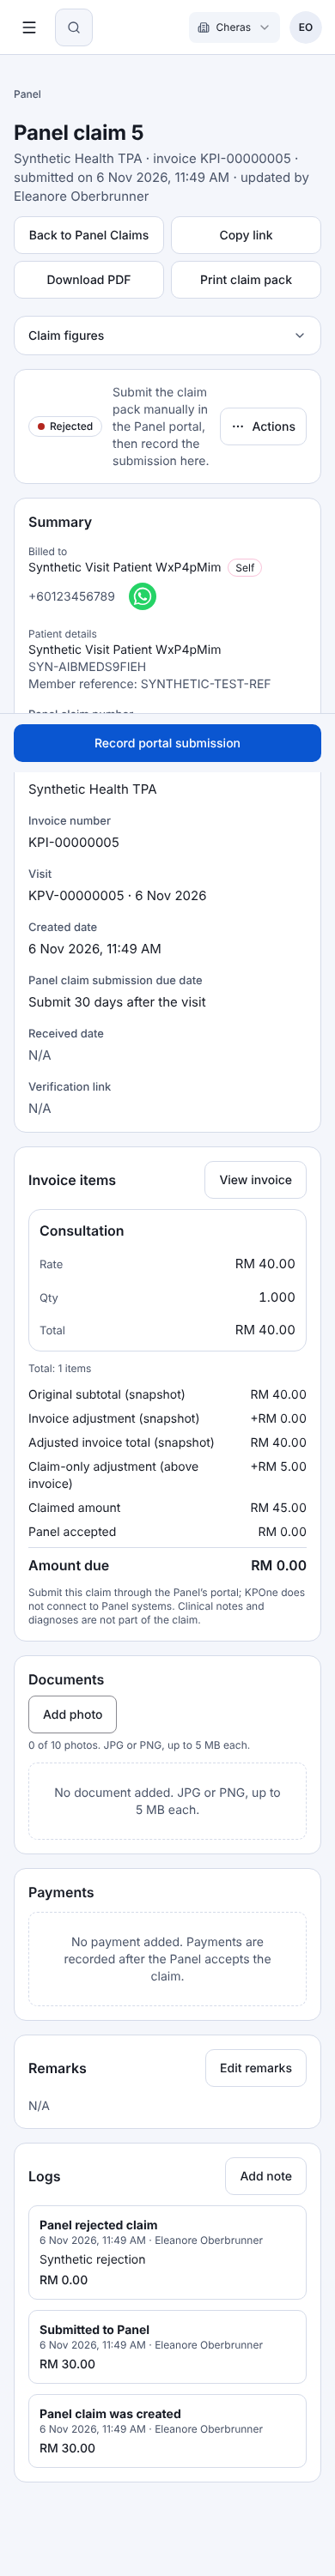 Cheras
EO
Panel
Panel claim 5
Synthetic Health TPA · invoice KPI-00000005 ·
submitted on 6 Nov 2026, 11:49 AM · updated by
Eleanore Oberbrunner
Back to Panel Claims
Copy link
Download PDF
Print claim pack
Claim figures
Rejected
Submit the claim
pack manually in
the Panel portal,
then record the
submission here.
Actions
Summary
Billed to
Synthetic Visit Patient WxP4pMim Self
+60123456789
Patient details
Synthetic Visit Patient WxP4pMim
SYN-AIBMEDS9FIEH
Member reference: SYNTHETIC-TEST-REF
Record portal submission
Synthetic Health TPA
Invoice number
KPI-00000005
Visit
KPV-00000005 · 6 Nov 2026
Created date
6 Nov 2026, 11:49 AM
Panel claim submission due date
Submit 30 days after the visit
Received date
N/A
Verification link
N/A
Invoice items
View invoice
Consultation
Rate RM 40.00
Qty 1.000
Total RM 40.00
Total: 1 items
Original subtotal (snapshot) RM 40.00
Invoice adjustment (snapshot) +RM 0.00
Adjusted invoice total (snapshot) RM 40.00
Claim-only adjustment (above +RM 5.00
invoice)
Claimed amount RM 45.00
Panel accepted RM 0.00
Amount due RM 0.00
Submit this claim through the Panel's portal; KPOne does
not connect to Panel systems. Clinical notes and
diagnoses are not part of the claim.
Documents
Add photo
0 of 10 photos. JPG or PNG, up to 5 MB each.
No document added. JPG or PNG, up to
5 MB each.
Payments
No payment added. Payments are
recorded after the Panel accepts the
claim.
Remarks
Edit remarks
N/A
Logs
Add note
Panel rejected claim
6 Nov 2026, 11:49 AM · Eleanore Oberbrunner
Synthetic rejection
RM 0.00
Submitted to Panel
6 Nov 2026, 11:49 AM · Eleanore Oberbrunner
RM 30.00
Panel claim was created
6 Nov 2026, 11:49 AM · Eleanore Oberbrunner
RM 30.00